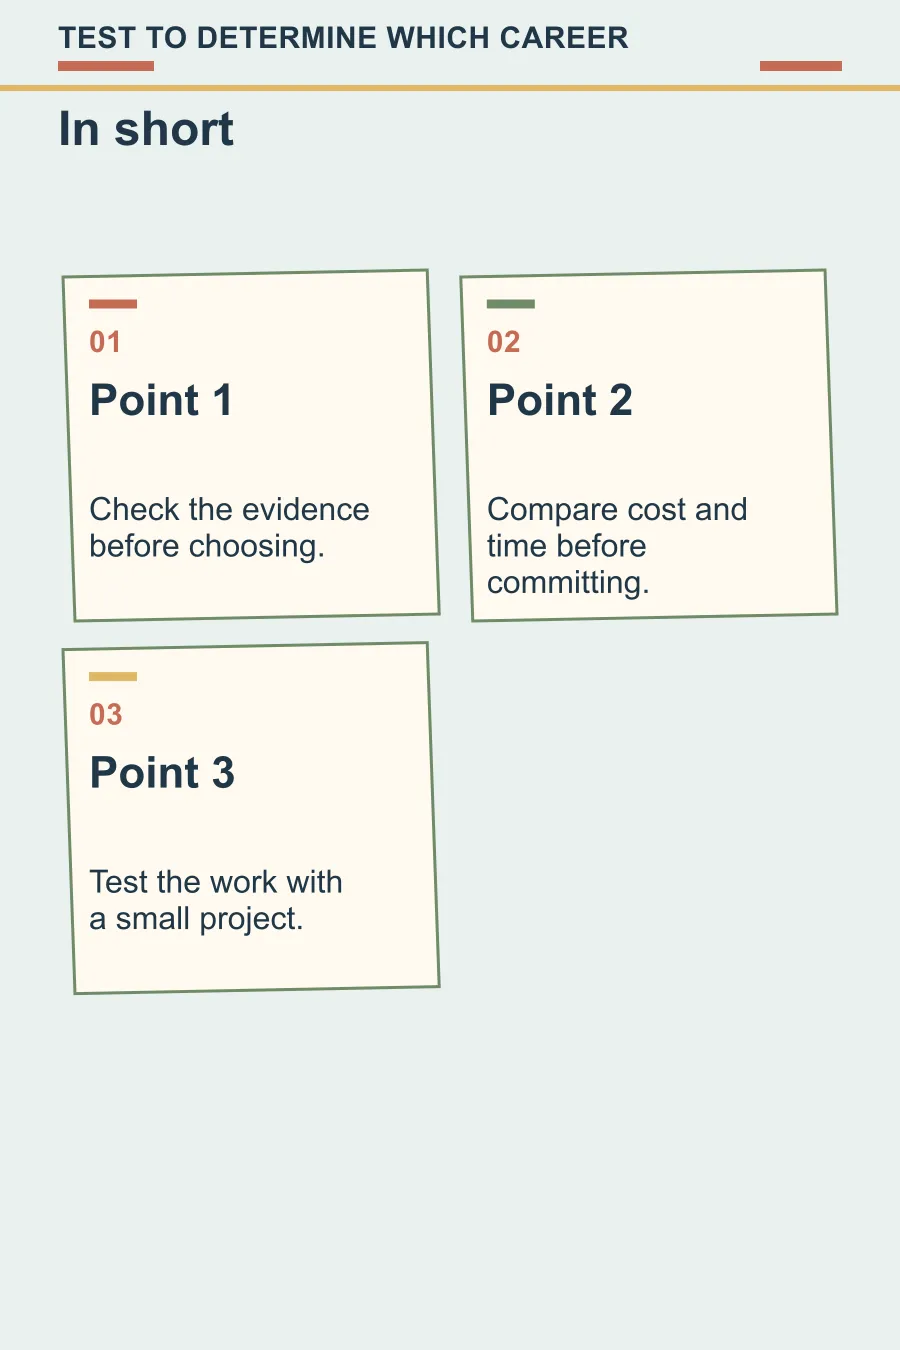 TEST TO DETERMINE WHICH CAREER
In short
01
Point 1
Check the evidence
before choosing.
02
Point 2
Compare cost and
time before
committing.
03
Point 3
Test the work with
a small project.